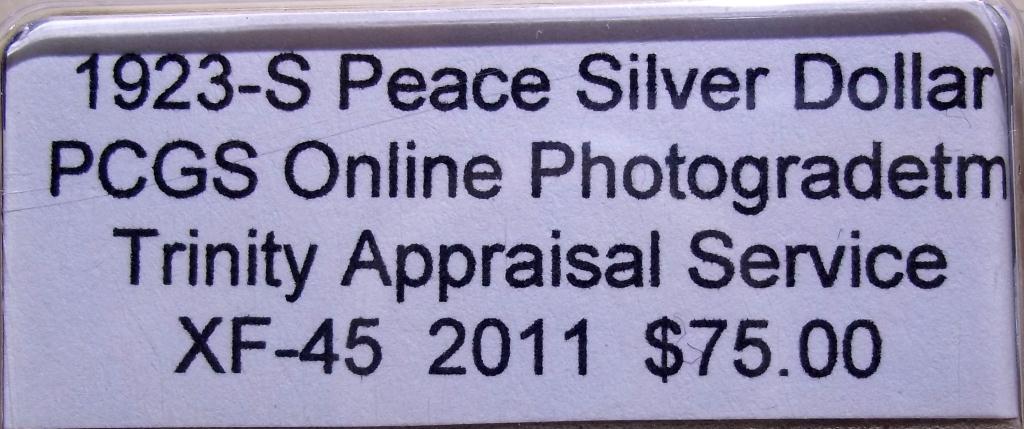 1923-S Peace Silver Dollar
PCGS Online Photogradetm
Trinity Appraisal Service
XF-45 2011 $75.00